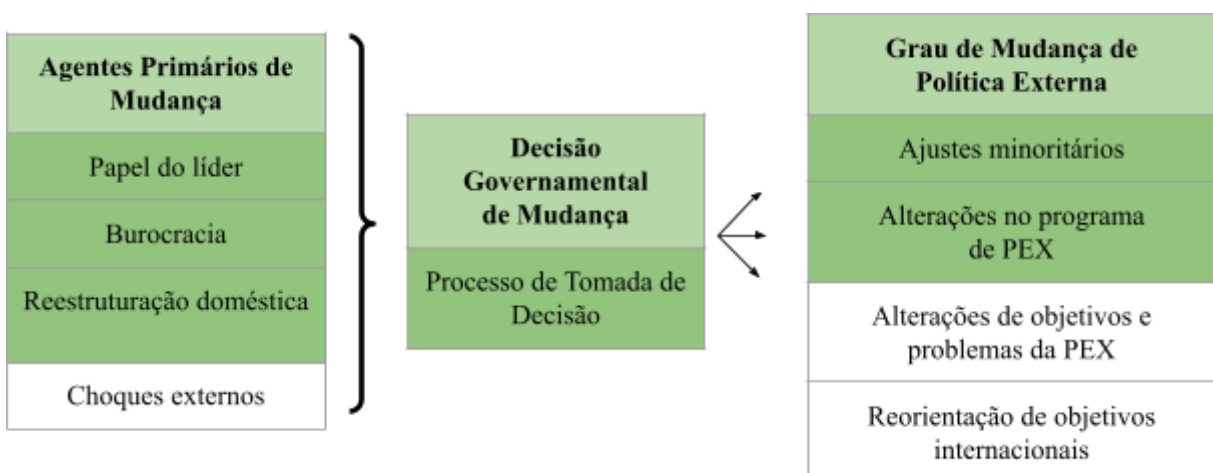 Agentes Primários de
Mudança
Papel do líder
Burocracia
Reestruturação doméstica
Choques externos
Decisão
Governamental
de Mudança
Processo de Tomada de
Decisão
Grau de Mudança de
Política Externa
Ajustes minoritários
Alterações no programa
de PEX
Alterações de objetivos e
problemas da PEX
Reorientação de objetivos
internacionais